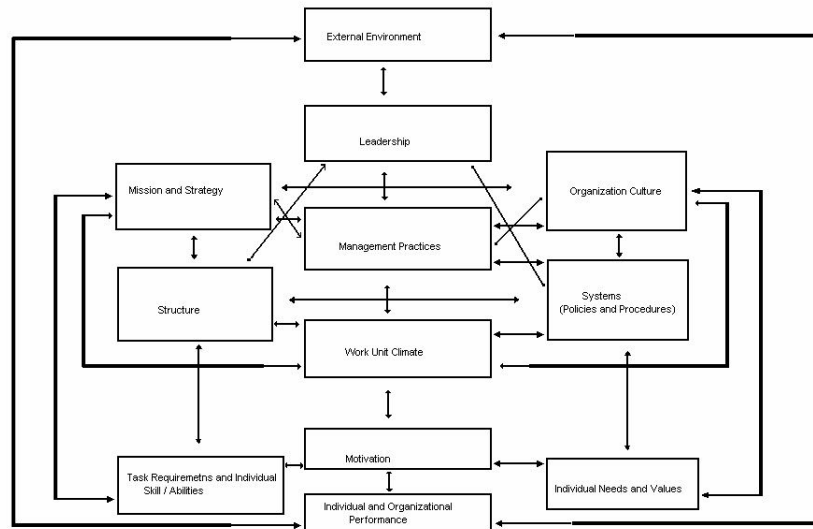 External Environment
Leadership
Mission and Strategy
Organization Culture
Management Practices
Structure
Systems
(Policies and Procedures)
Work Unit Climate
Motivation
Task Requiremetns and Individual
Skill / Abilities
Individual Needs and Values
Individual and Organizational
Performance